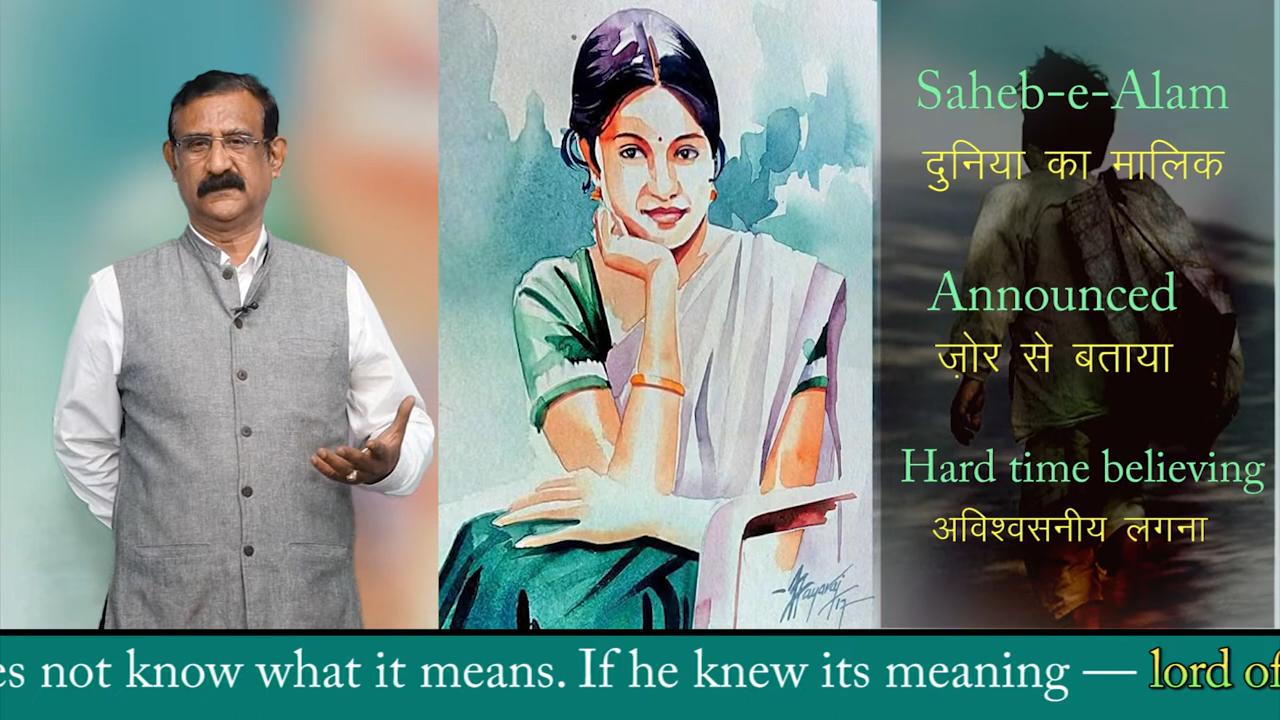 Saheb-e-Alam
दुनिया का मालिक
Announced
ज़ोर से बताया
Hard time believing
अविश्वसनीय लगना
es not know what it means. If he knew its meaning — lord of